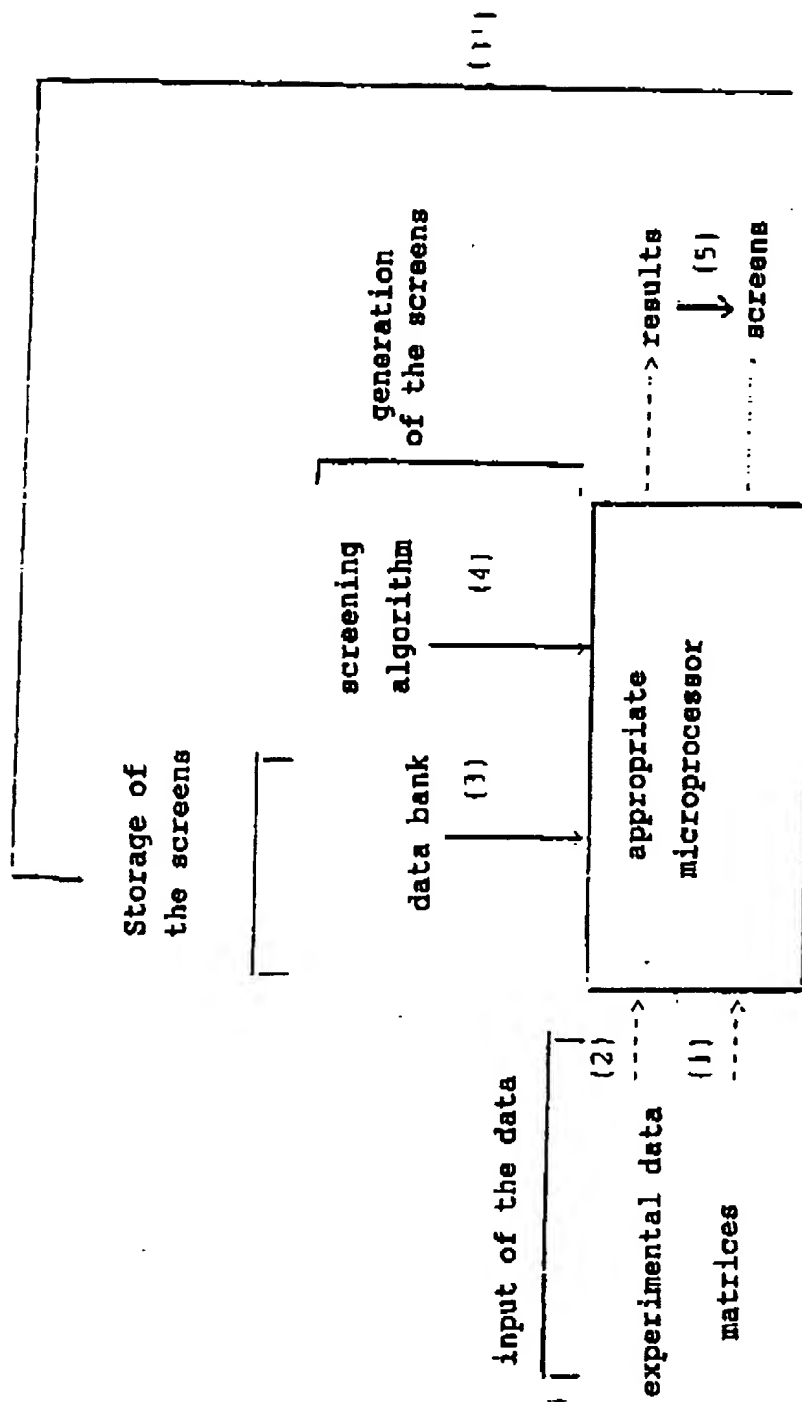 (1')
Storage of
the screens
generation
of the screens
data bank
(3)
screening
algorithm
(4)
input of the data
(2)
experimental data
----->
(1)
matrices
---->
appropriate
microprocessor
-------> results
(5)
......... screens